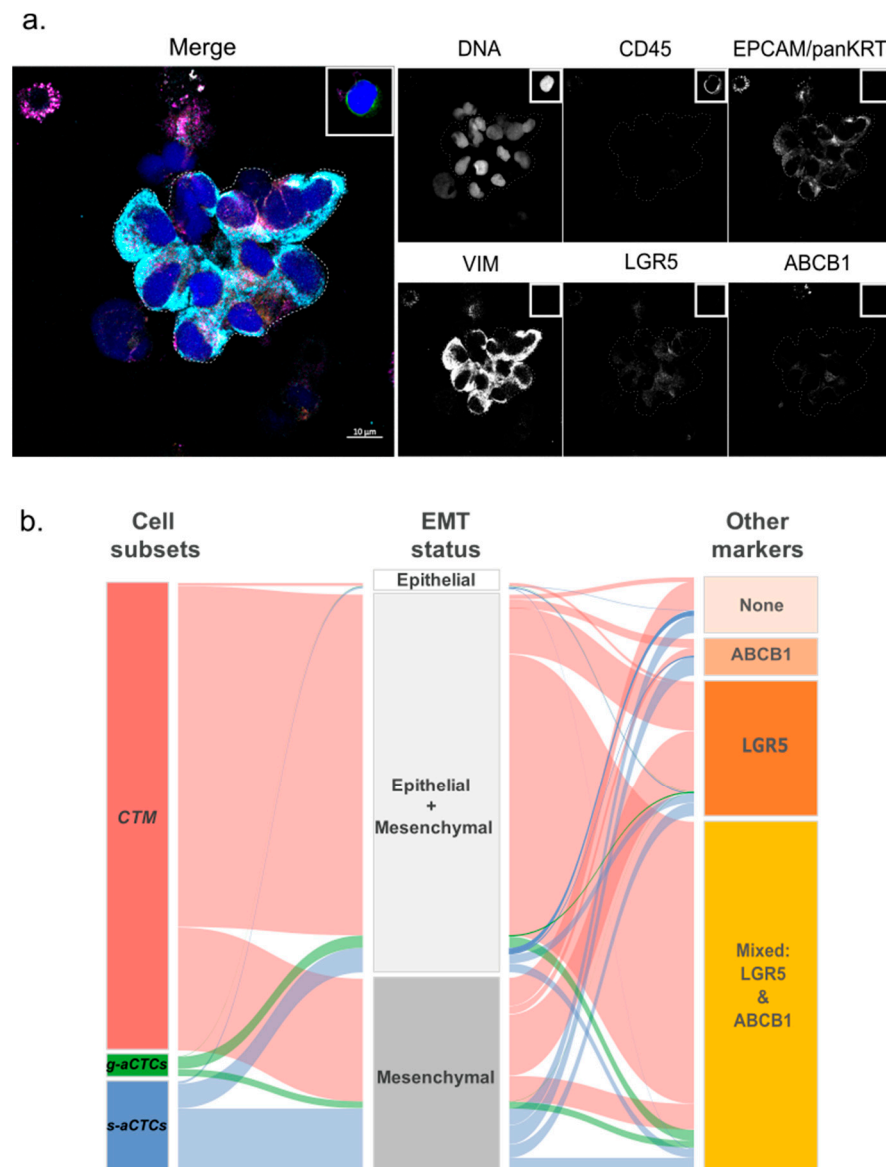 a.
Merge
DNA
CD45
EPCAM/panKRT
10 µm
VIM
LGR5
ABCB1
b.
Cell
subsets
EMT
status
Other
markers
CTM
g-aCTCs
s-aCTCs
Epithelial
Epithelial
+
Mesenchymal
Mesenchymal
None
ABCB1
LGR5
Mixed:
LGR5
&
ABCB1